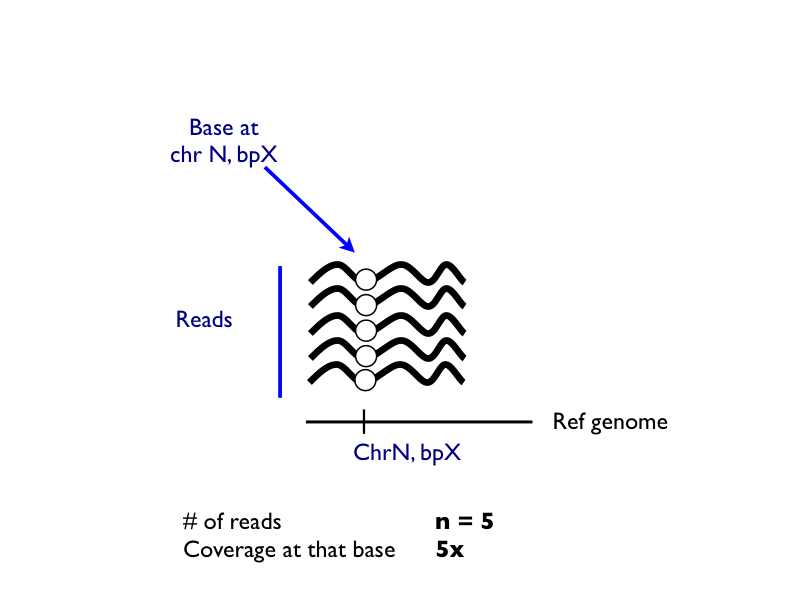 Base at
chr N, bpX
Reads
Ref genome
ChrN, bpX
# of reads n = 5
Coverage at that base 5x